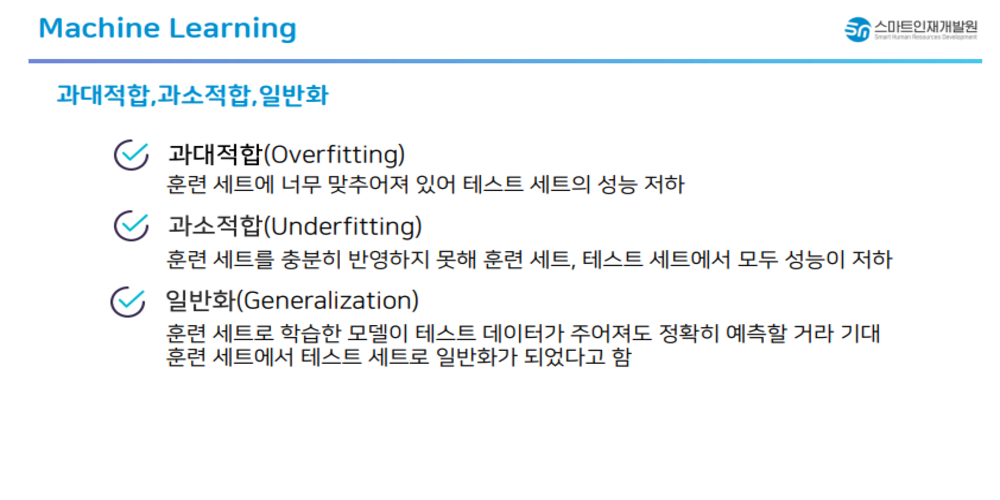 Machine Learning
스마트인재개발원
Smart Human Resources Development
과대적합,과소적합,일반화
과대적합(Overfitting)
훈련 세트에 너무 맞추어져 있어 테스트 세트의 성능 저하
과소적합(Underfitting)
훈련 세트를 충분히 반영하지 못해 훈련 세트, 테스트 세트에서 모두 성능이 저하
일반화(Generalization)
훈련 세트로 학습한 모델이 테스트 데이터가 주어져도 정확히 예측할 거라 기대
훈련 세트에서 테스트 세트로 일반화가 되었다고 함